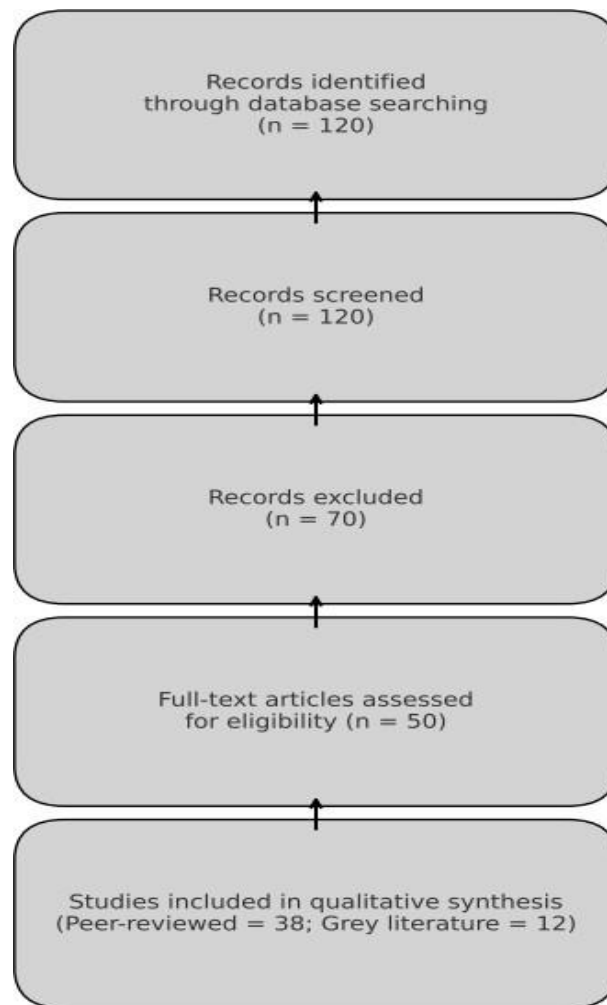 Records identified
through database searching
(n = 120)
Records screened
(n = 120)
Records excluded
(n = 70)
Full-text articles assessed
for eligibility (n = 50)
Studies included in qualitative synthesis
(Peer-reviewed = 38; Grey literature = 12)